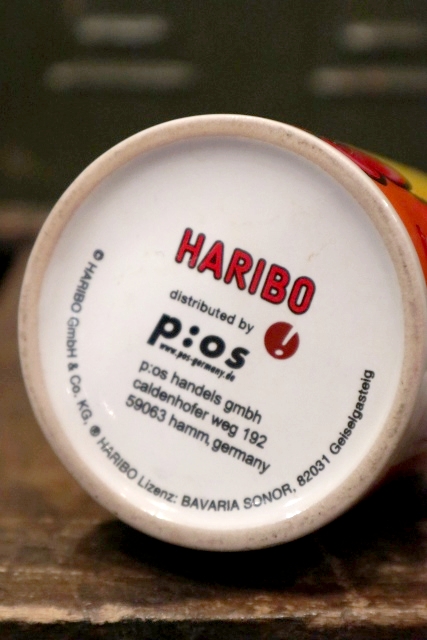 HARIBO
distributed by
p:os
www.pos-germany.de
p:os handels gmbh
caldenhofer weg 192
59063 hamm, germany
© HARIBO GmbH & Co. KG, ® HARIBO Lizenz: BAVARIA SONOR, 82031 Geiselgasteig